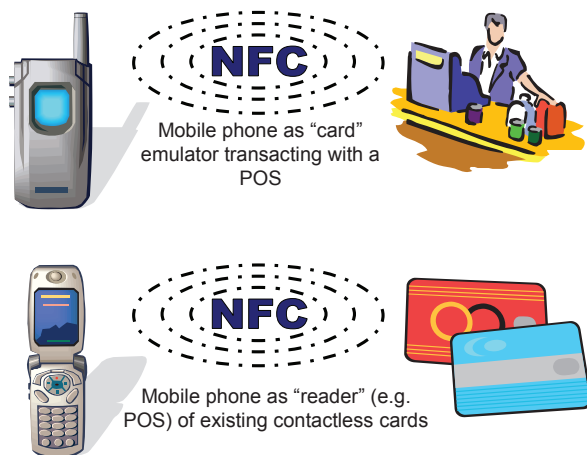 NFC
Mobile phone as “card”
emulator transacting with a
POS
NFC
Mobile phone as “reader” (e.g.
POS) of existing contactless cards